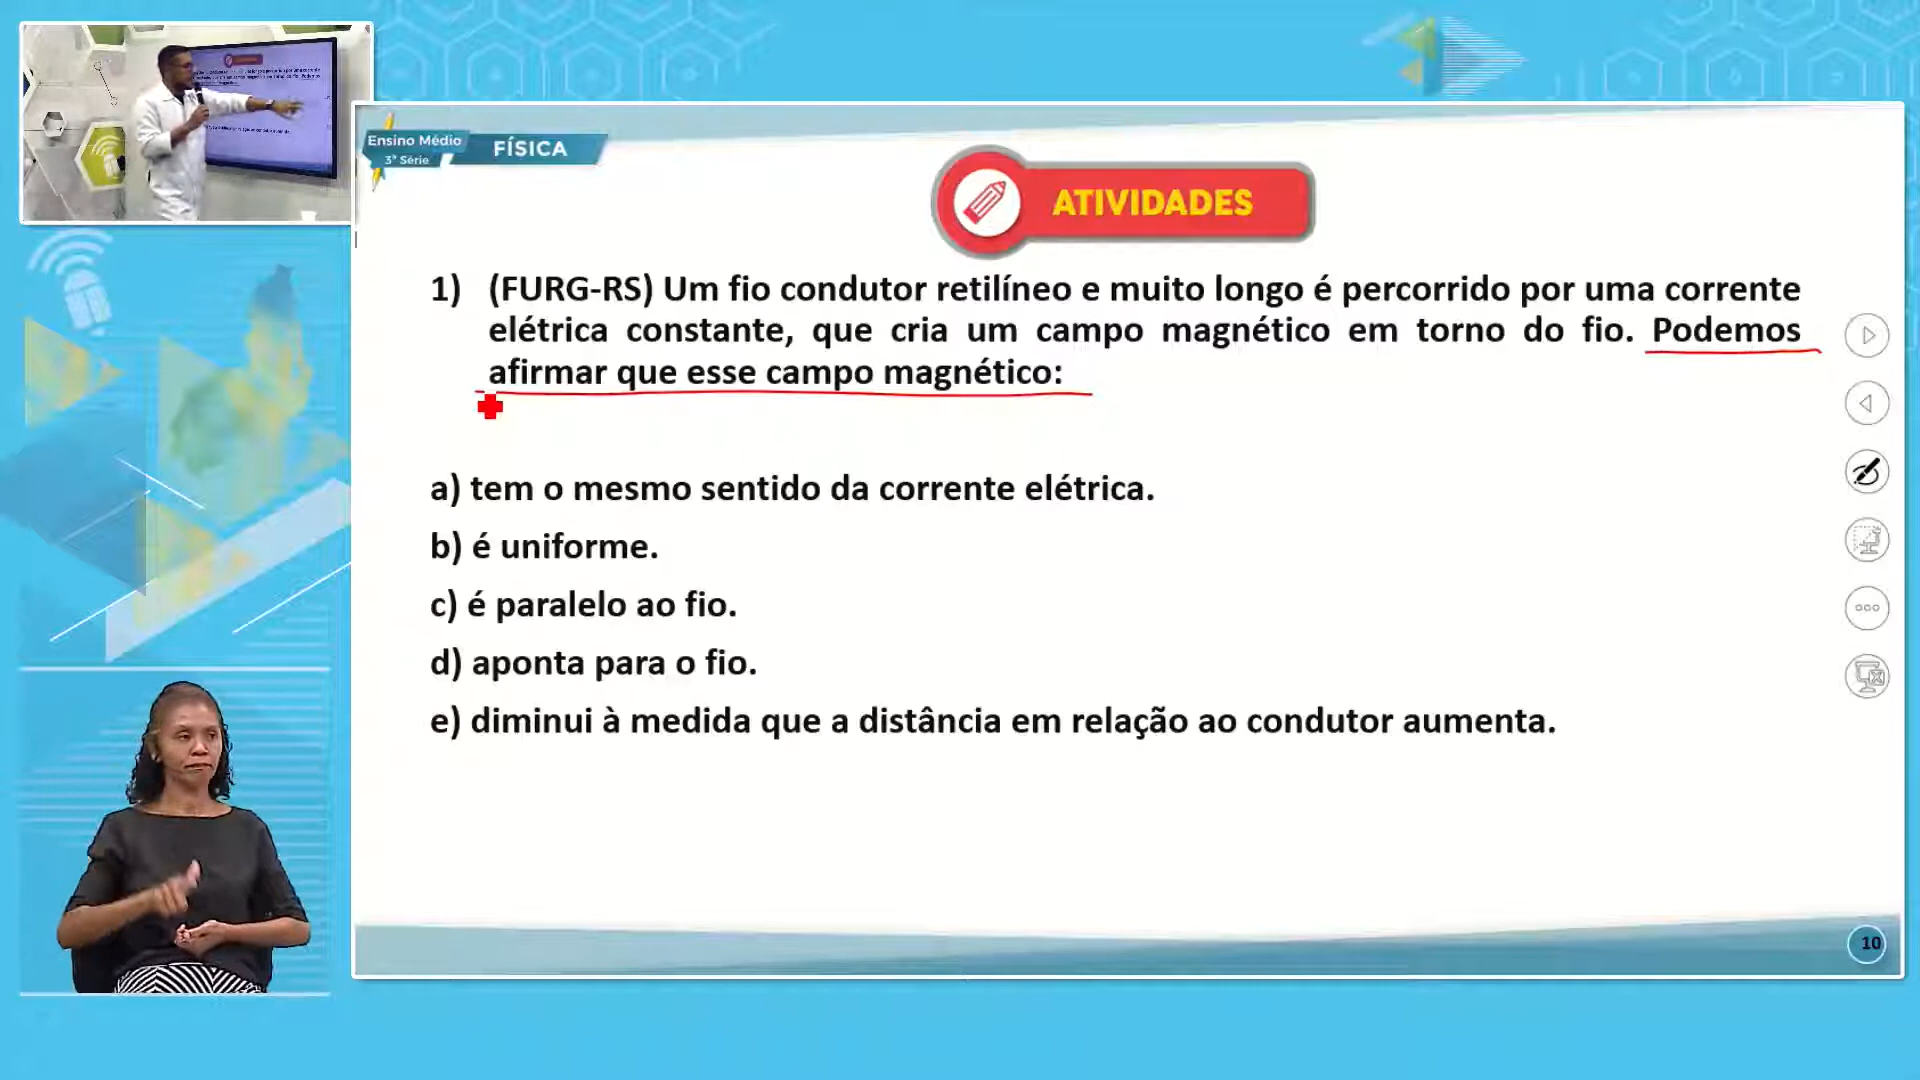 Ensino Médio
3ª Série
FÍSICA
ATIVIDADES
1) (FURG-RS) Um fio condutor retilíneo e muito longo é percorrido por uma corrente
elétrica constante, que cria um campo magnético em torno do fio. Podemos
afirmar que esse campo magnético:
a) tem o mesmo sentido da corrente elétrica.
b) é uniforme.
c) é paralelo ao fio.
d) aponta para o fio.
e) diminui à medida que a distância em relação ao condutor aumenta.
10